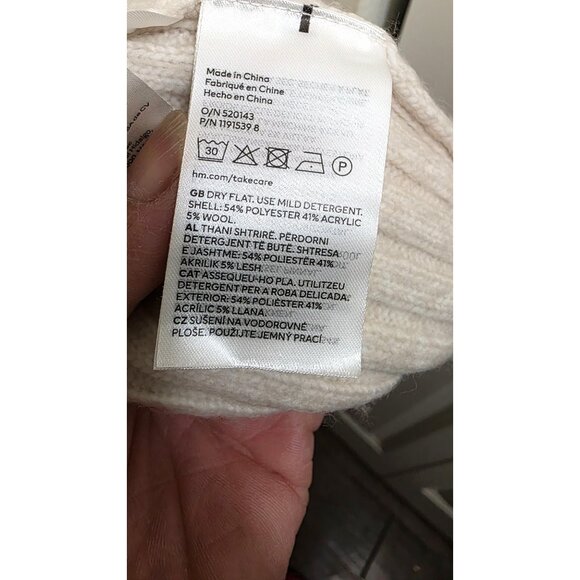 Made in China
Fabriqué en Chine
Hecho en China
O/N 520143
P/N 1191539 8
30 P
hm.com/takecare
GB DRY FLAT. USE MILD DETERGENT.
SHELL: 54% POLYESTER 41% ACRYLIC
5% WOOL.
AL THANI SHTRIRË. PËRDORNI
DETERGJENT TË BUTË. SHTRESA
E JASHTME: 54% POLIESTËR 41%
AKRILIK 5% LESH.
CAT ASSEQUEU-HO PLA. UTILITZEU
DETERGENT PER A ROBA DELICADA.
EXTERIOR: 54% POLIÈSTER 41%
ACRÍLIC 5% LLANA.
CZ SUŠENÍ NA VODOROVNÉ
PLOŠE. POUŽIJTE JEMNÝ PRACÍ
A de CV
Hidalgo,